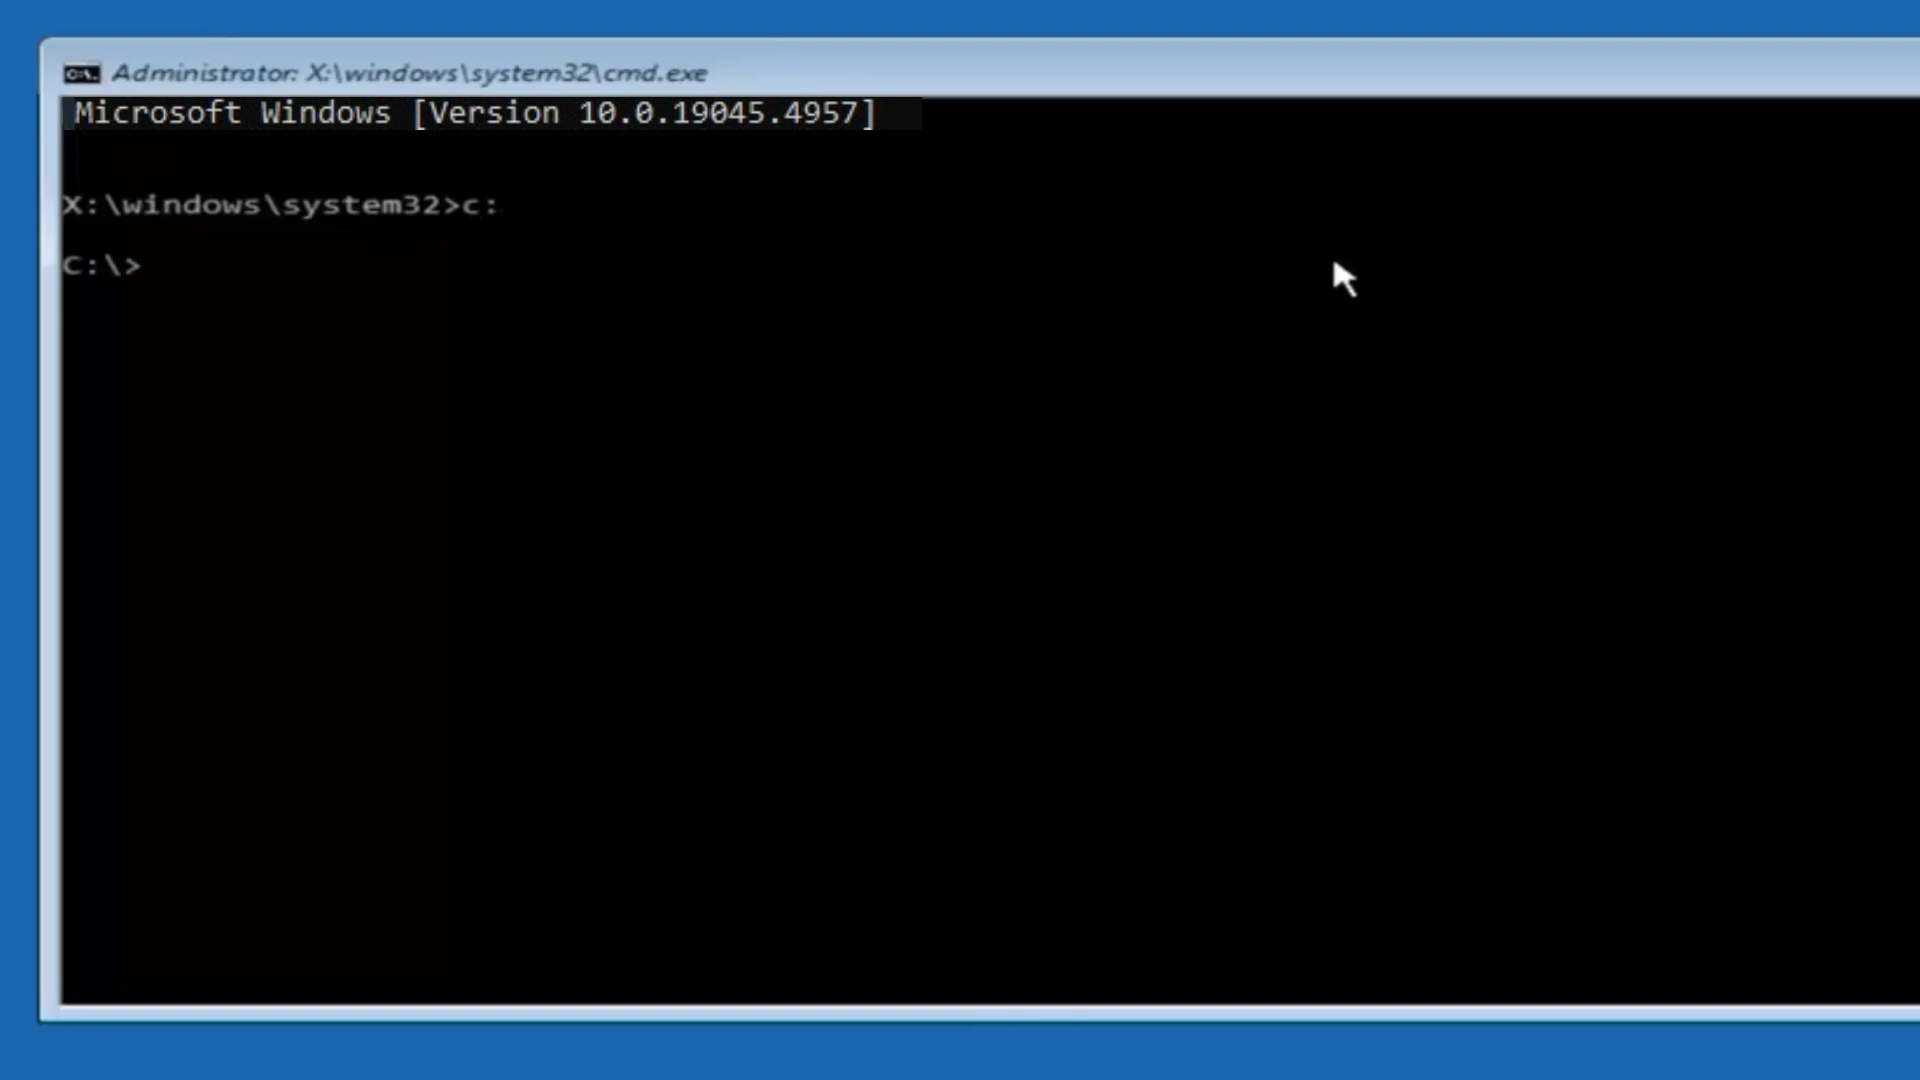 C:\.
Administrator: X:\windows\system32\cmd.exe
Microsoft Windows [Version 10.0.19045.4957]
X:\windows\system32>c:
C:\>